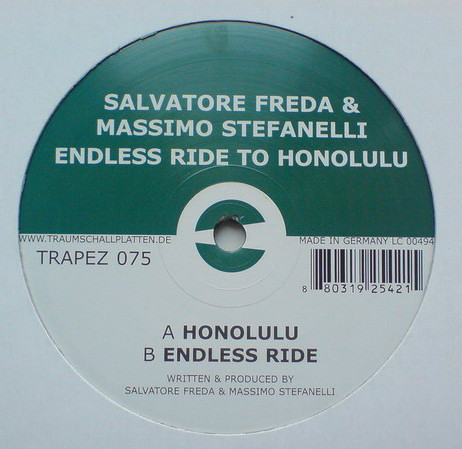 SALVATORE FREDA &
MASSIMO STEFANELLI
ENDLESS RIDE TO HONOLULU
WWW.TRAUMSCHALLPLATTEN.DE
MADE IN GERMANY LC 00494
TRAPEZ 075
8 80319 25421
A HONOLULU
B ENDLESS RIDE
WRITTEN & PRODUCED BY
SALVATORE FREDA & MASSIMO STEFANELLI